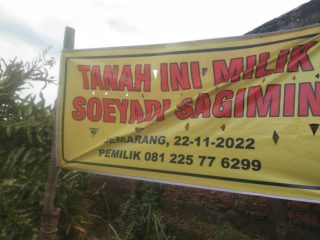 TANAH INI MILIK
SOEYADI SAGIMIN
SEMARANG, 22-11-2022
PEMILIK 081 225 77 6299